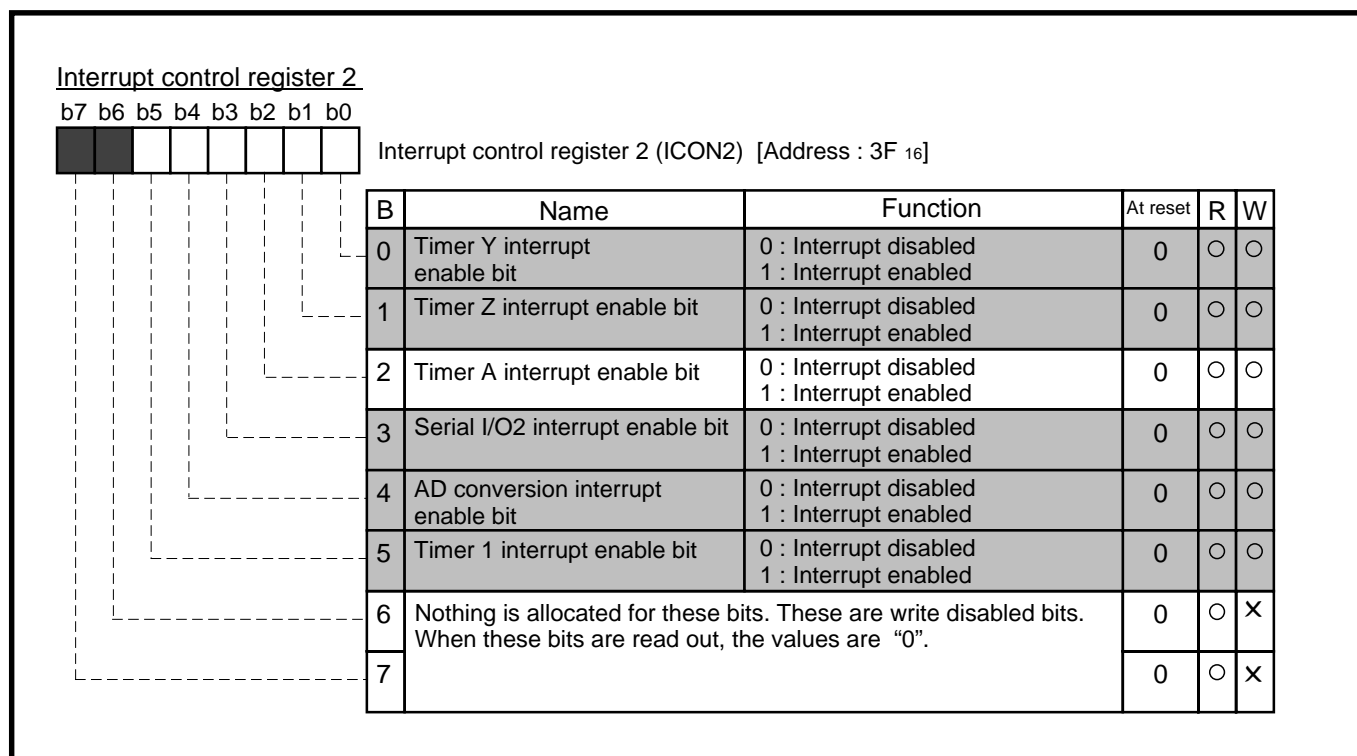 Interrupt control register 2
b7 b6 b5 b4 b3 b2 b1 b0
Interrupt control register 2 (ICON2) [Address : 3F 16]
B Name Function At reset R W
0 Timer Y interrupt enable bit 0 : Interrupt disabled 0 ○ ○
1 : Interrupt enabled
1 Timer Z interrupt enable bit 0 : Interrupt disabled 0 ○ ○
1 : Interrupt enabled
2 Timer A interrupt enable bit 0 : Interrupt disabled 0 ○ ○
1 : Interrupt enabled
3 Serial I/O2 interrupt enable bit 0 : Interrupt disabled 0 ○ ○
1 : Interrupt enabled
4 AD conversion interrupt enable bit 0 : Interrupt disabled 0 ○ ○
1 : Interrupt enabled
5 Timer 1 interrupt enable bit 0 : Interrupt disabled 0 ○ ○
1 : Interrupt enabled
6 Nothing is allocated for these bits. These are write disabled bits. 0 ○ ×
When these bits are read out, the values are “0”.
7 0 ○ ×